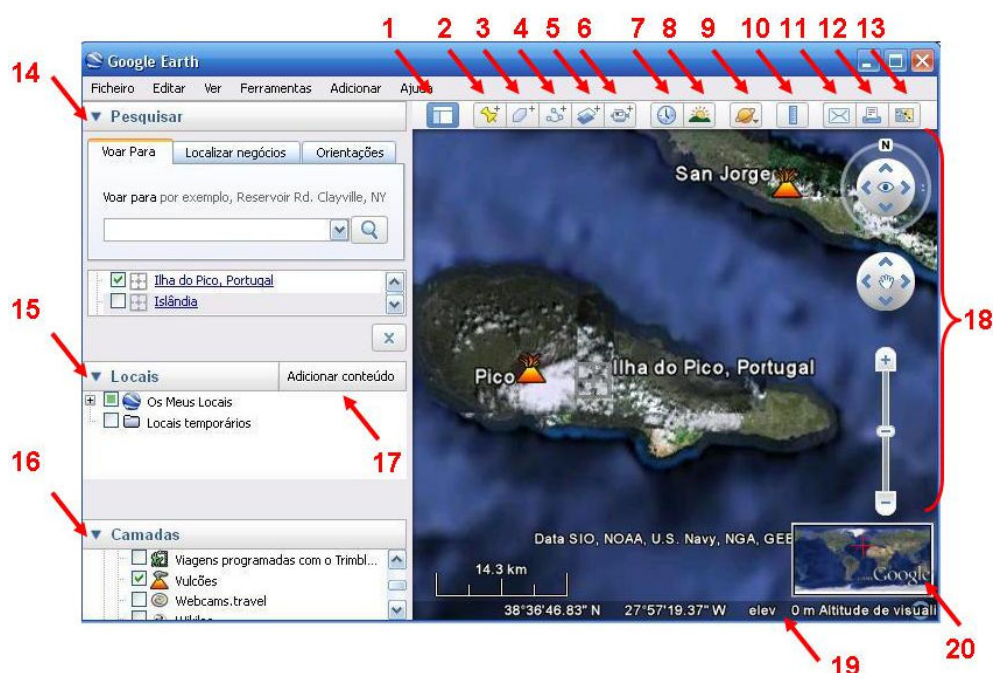 1 2 3 4 5 6 7 8 9 10 11 12 13
14
Google Earth
Ficheiro Editar Ver Ferramentas Adicionar Ajuda
Pesquisar
Voar Para Localizar negócios Orientações
Voar para por exemplo, Reservoir Rd. Clayville, NY
Ilha do Pico, Portugal
Islândia
15
Locais Adicionar conteúdo
Os Meus Locais
Locais temporários
16
17
Camadas
Viagens programadas com o Trimbl...
Vulcões
Webcams.travel
N
San Jorge
18
Pico
Ilha do Pico, Portugal
Data SIO, NOAA, U.S. Navy, NGA, GEB
14.3 km
Google
38°36'46.83" N 27°57'19.37" W elev 0 m Altitude de visuali
19
20